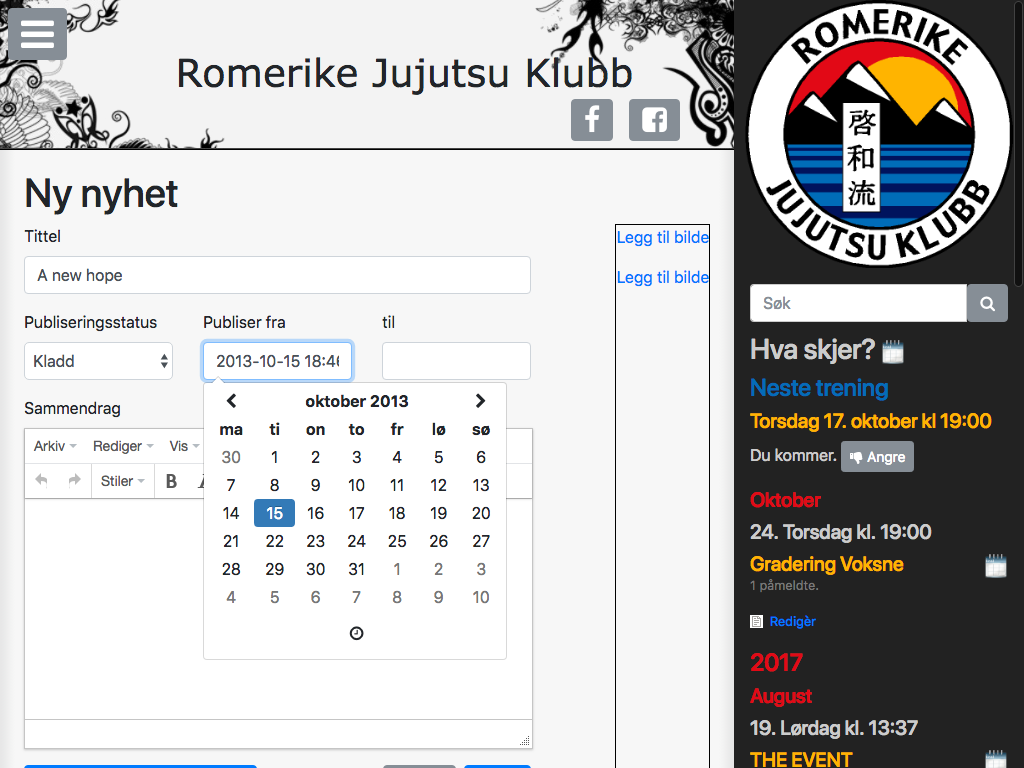 Romerike Jujutsu Klubb
Ny nyhet
Tittel
A new hope
Publiseringsstatus
Publiser fra
til
Kladd
2013-10-15 18:46
Sammendrag
Arkiv
Rediger
Vis
Stiler
B
oktober 2013
ma ti on to fr lø sø
30 1 2 3 4 5 6
7 8 9 10 11 12 13
14 15 16 17 18 19 20
21 22 23 24 25 26 27
28 29 30 31 1 2 3
4 5 6 7 8 9 10
Legg til bilde
Legg til bilde
ROMERIKE
啓和流
JUJUTSU KLUBB
Søk
Hva skjer?
Neste trening
Torsdag 17. oktober kl 19:00
Du kommer.
Angre
Oktober
24. Torsdag kl. 19:00
Gradering Voksne
1 påmeldte.
Redigèr
2017
August
19. Lørdag kl. 13:37
THE EVENT